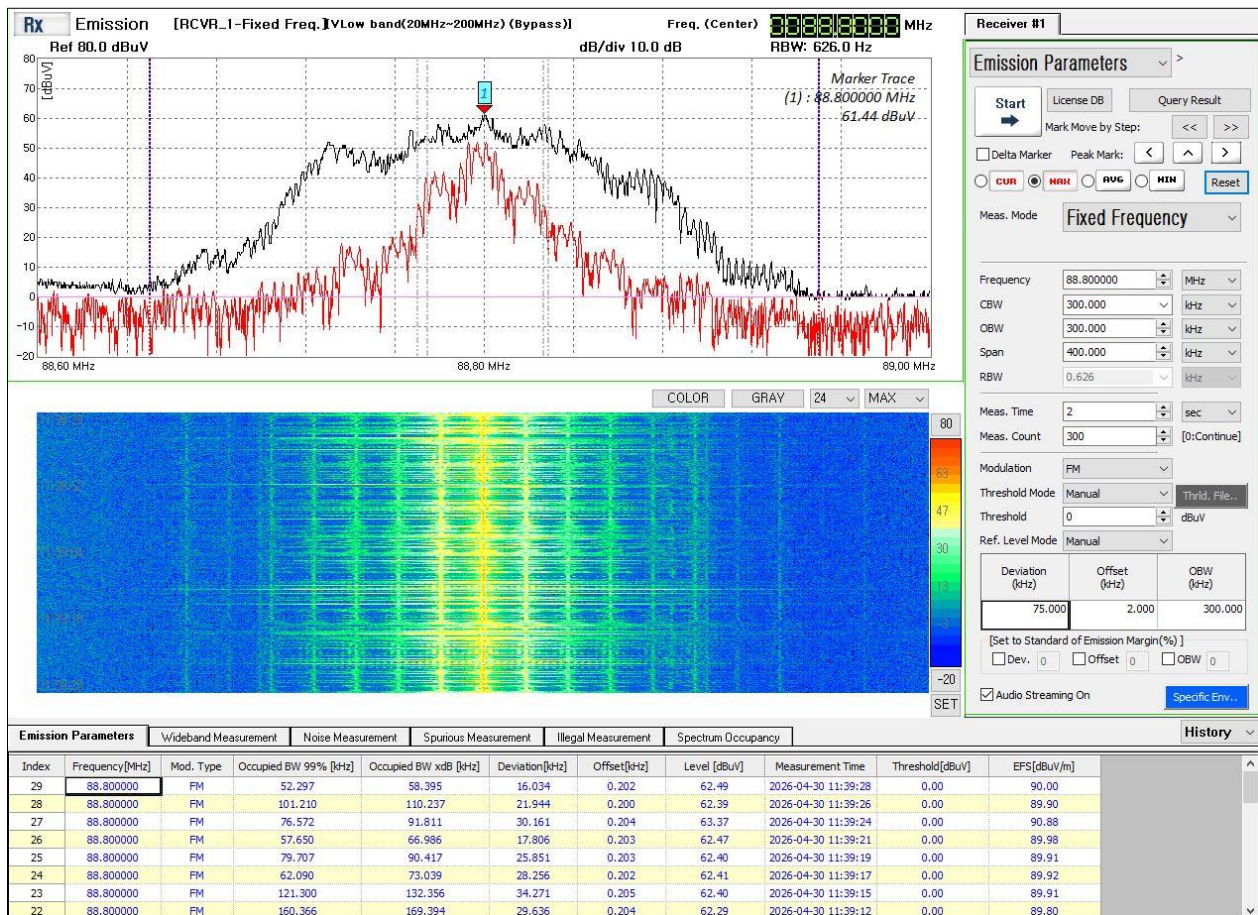 Rx Emission [RCVR_1-Fixed Freq.][VLow band(20MHz~200MHz) (Bypass)] Freq. (Center) 0088.8000 MHz
Ref 80.0 dBuV dB/div 10.0 dB RBW: 626.0 Hz
[dBuV]
80
70
60
50
40
30
20
10
0
-10
-20
1
Marker Trace
(1) : 88.800000 MHz
61.44 dBuV
88,60 MHz 88,80 MHz 89,00 MHz
COLOR GRAY 24 MAX
80
63
47
30
13
-3
-20
SET
Receiver #1
Emission Parameters >
Start License DB Query Result
Mark Move by Step: << >>
Delta Marker Peak Mark: < ^ >
CUR MAX AVG MIN Reset
Meas. Mode Fixed Frequency
Frequency 88.800000 MHz
CBW 300.000 kHz
OBW 300.000 kHz
Span 400.000 kHz
RBW 0.626 kHz
Meas. Time 2 sec
Meas. Count 300 [0:Continue]
Modulation FM
Threshold Mode Manual Thrld. File..
Threshold 0 dBuV
Ref. Level Mode Manual
Deviation (kHz) Offset (kHz) OBW (kHz)
75.000 2.000 300.000
[Set to Standard of Emission Margin(%) ]
Dev. 0 Offset 0 OBW 0
Audio Streaming On Specific Env..
Emission Parameters Wideband Measurement Noise Measurement Spurious Measurement Illegal Measurement Spectrum Occupancy History
Index Frequency[MHz] Mod. Type Occupied BW 99% [kHz] Occupied BW xdB [kHz] Deviation[kHz] Offset[kHz] Level [dBuV] Measurement Time Threshold[dBuV] EFS[dBuV/m]
29 88.800000 FM 52.297 58.395 16.034 0.202 62.49 2026-04-30 11:39:28 0.00 90.00
28 88.800000 FM 101.210 110.237 21.944 0.200 62.39 2026-04-30 11:39:26 0.00 89.90
27 88.800000 FM 76.572 91.811 30.161 0.204 63.37 2026-04-30 11:39:24 0.00 90.88
26 88.800000 FM 57.650 66.986 17.806 0.203 62.47 2026-04-30 11:39:21 0.00 89.98
25 88.800000 FM 79.707 90.417 25.851 0.203 62.40 2026-04-30 11:39:19 0.00 89.91
24 88.800000 FM 62.090 73.039 28.256 0.202 62.41 2026-04-30 11:39:17 0.00 89.92
23 88.800000 FM 121.300 132.356 34.271 0.205 62.40 2026-04-30 11:39:15 0.00 89.91
22 88.800000 FM 160.366 169.394 29.636 0.204 62.29 2026-04-30 11:39:12 0.00 89.80